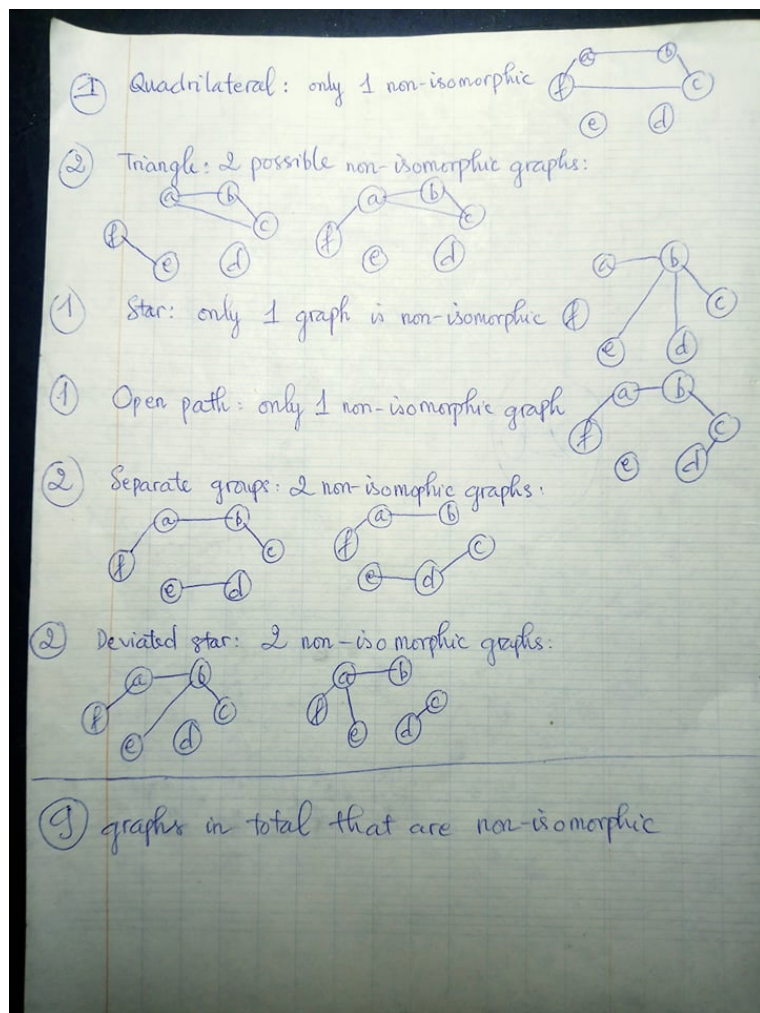 1 Quadrilateral: only 1 non-isomorphic
a b
f c
e d
2 Triangle: 2 possible non-isomorphic graphs:
a b a b
f c f c
e d e d
1 Star: only 1 graph is non-isomorphic
a b
f c
e d
1 Open path: only 1 non-isomorphic graph
a b
f c
e d
2 Separate groups: 2 non-isomophic graphs:
a b a b
f c f c
e d e d
2 Deviated star: 2 non-isomorphic graphs:
a b a b
f c f c
e d e d
9 graphs in total that are non-isomorphic